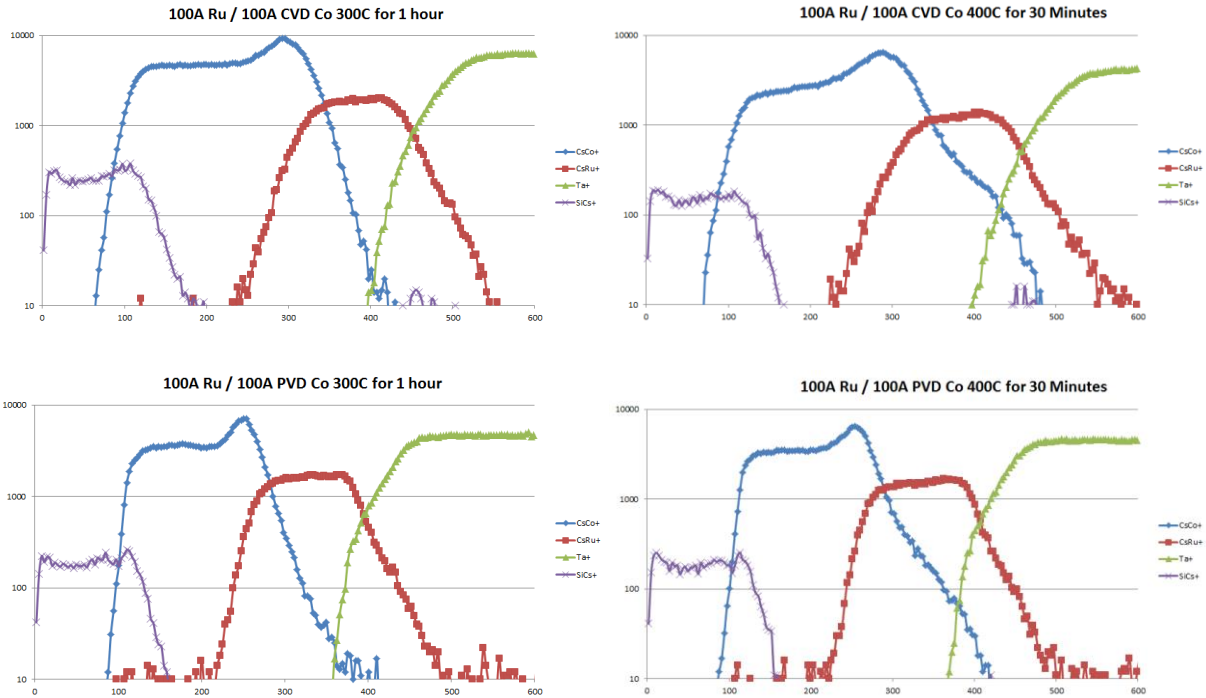 100A Ru / 100A CVD Co 300C for 1 hour
10000
1000
100
10
0 100 200 300 400 500 600
CsCo+
CsRu+
Ta+
SiCs+
100A Ru / 100A CVD Co 400C for 30 Minutes
10000
1000
100
10
0 100 200 300 400 500 600
CsCo+
CsRu+
Ta+
SiCs+
100A Ru / 100A PVD Co 300C for 1 hour
10000
1000
100
10
0 100 200 300 400 500 600
CsCo+
CsRu+
Ta+
SiCs+
100A Ru / 100A PVD Co 400C for 30 Minutes
10000
1000
100
10
0 100 200 300 400 500 600
CsCo+
CsRu+
Ta+
SiCs+